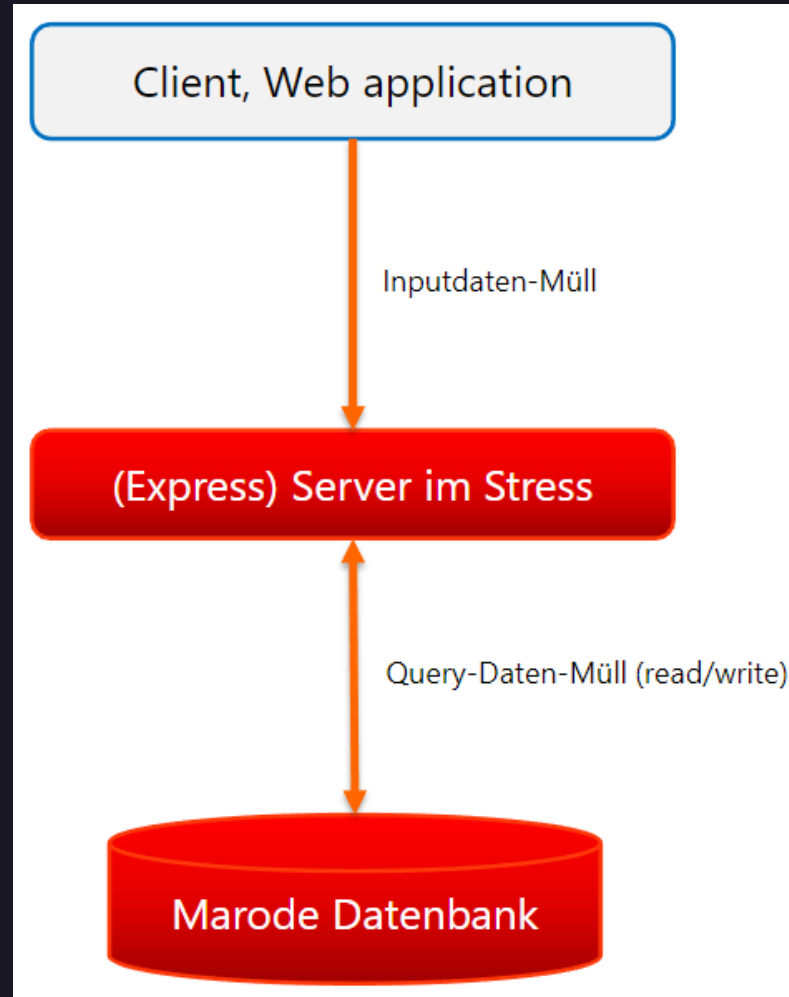 Client, Web application
Inputdaten-Müll
(Express) Server im Stress
Query-Daten-Müll (read/write)
Marode Datenbank